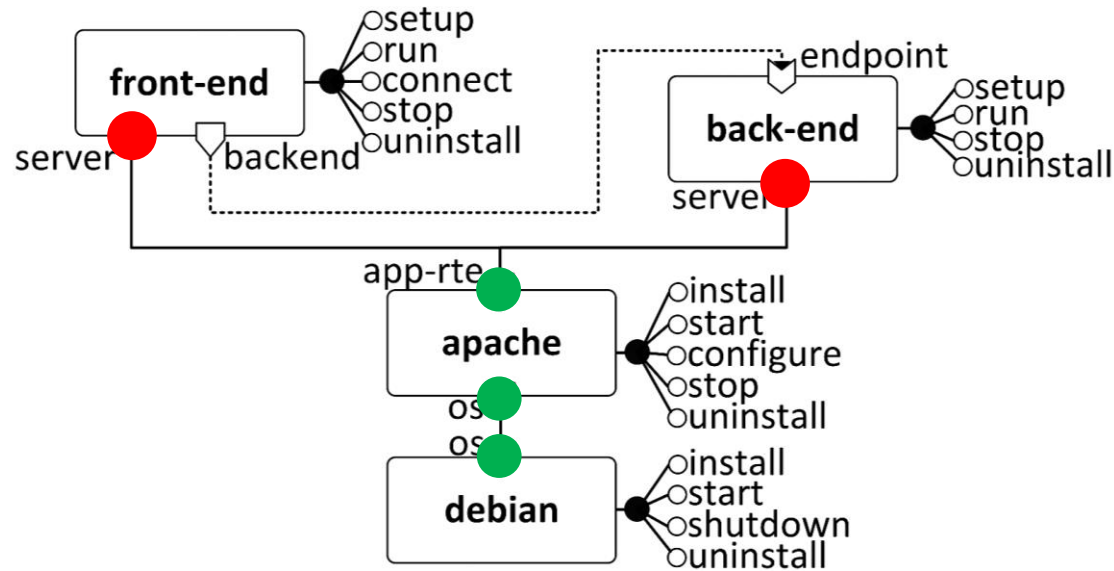 front-end
setup
run
connect
stop
uninstall
server
backend
endpoint
back-end
setup
run
stop
uninstall
server
app-rte
apache
install
start
configure
stop
uninstall
os
os
debian
install
start
shutdown
uninstall